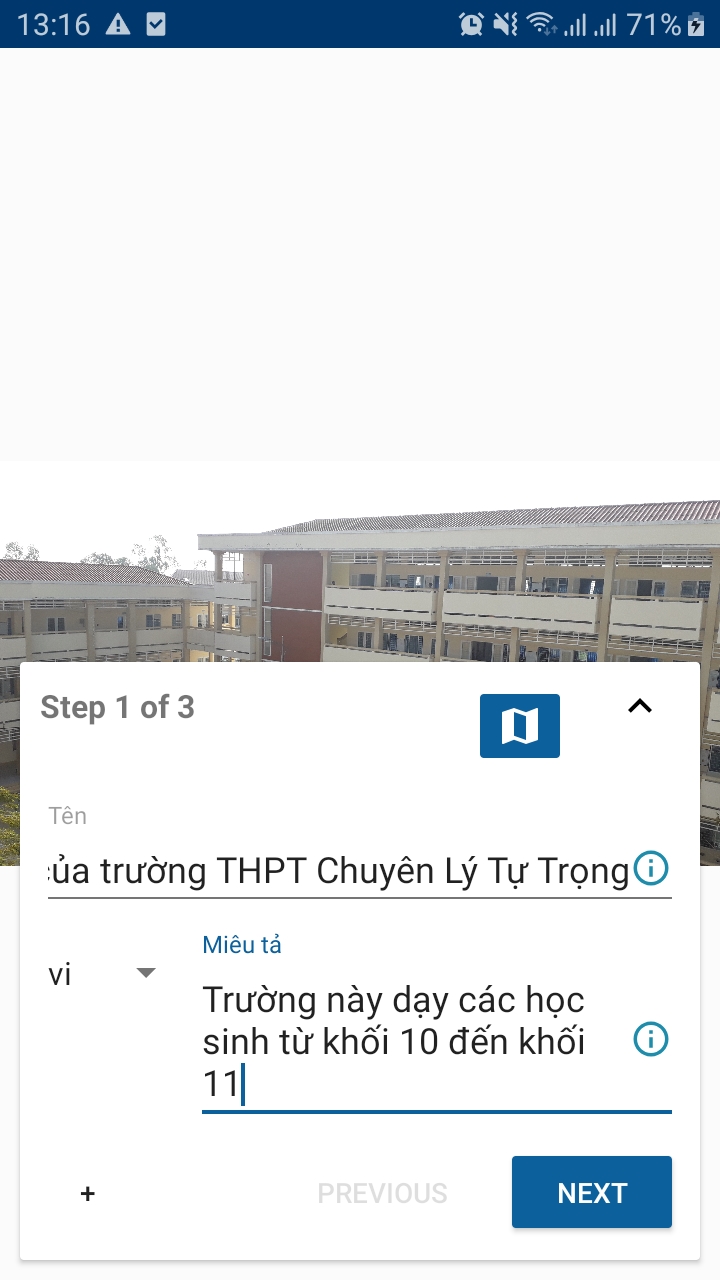 13:16 71%
Step 1 of 3
Tên
ủa trường THPT Chuyên Lý Tự Trọng
vi
Miêu tả
Trường này dạy các học
sinh từ khối 10 đến khối
11
+ PREVIOUS NEXT